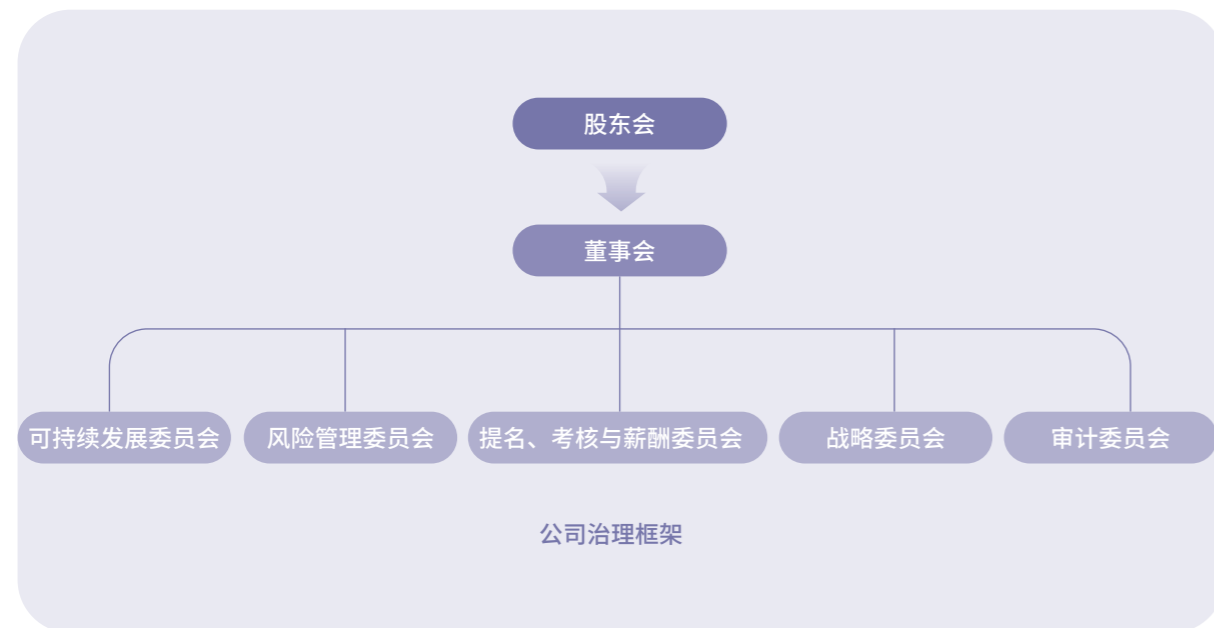 股东会
董事会
可持续发展委员会
风险管理委员会
提名、考核与薪酬委员会
战略委员会
审计委员会
公司治理框架